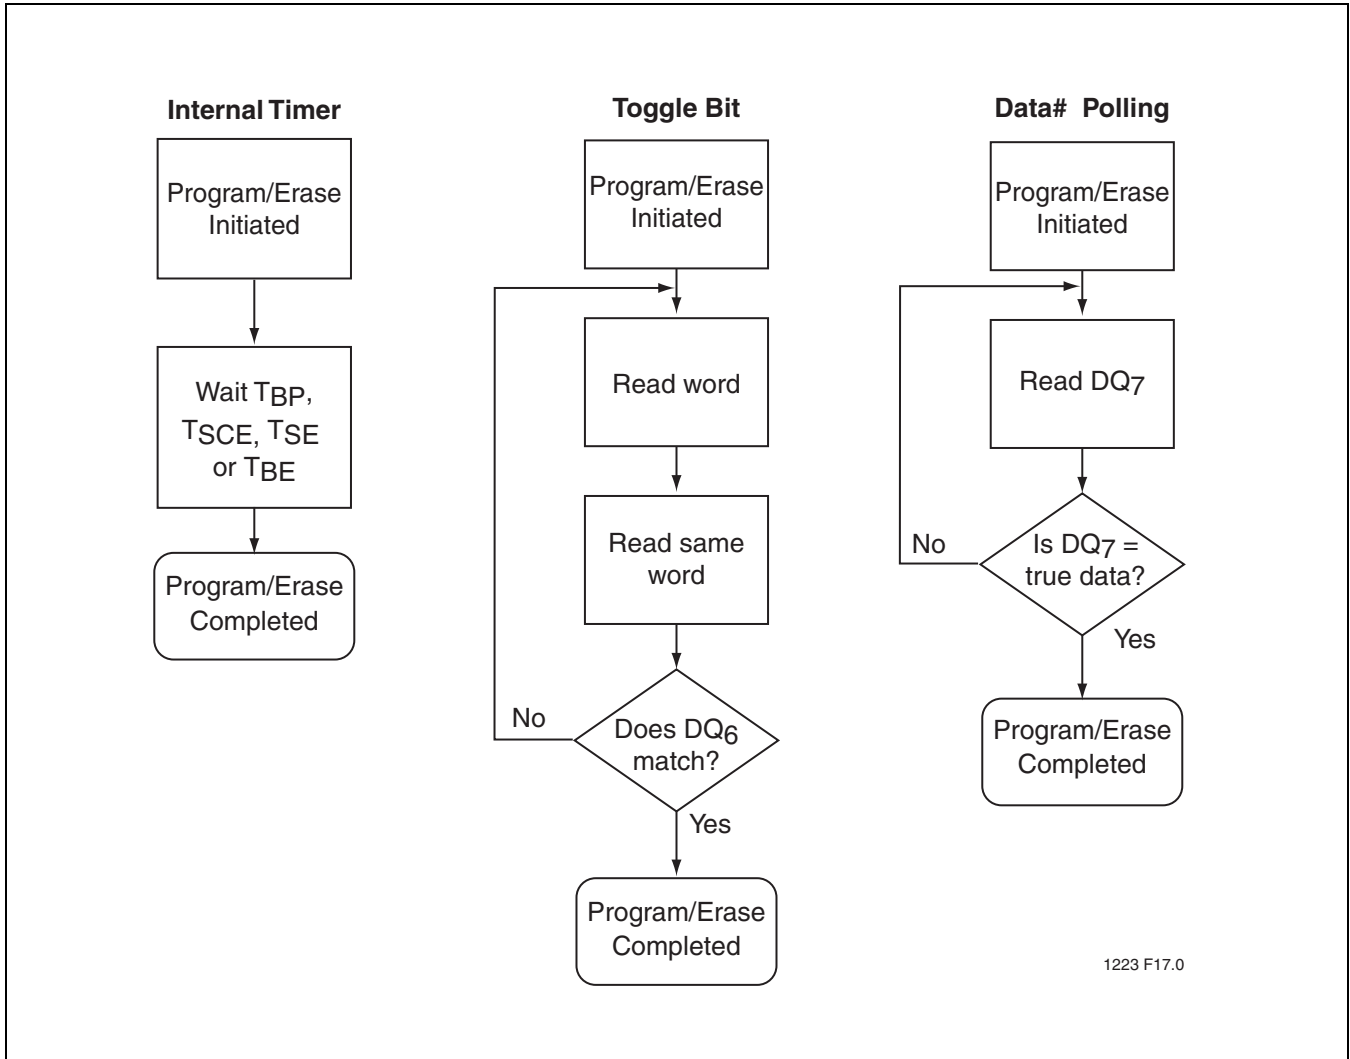 Internal Timer
Program/Erase
Initiated
Wait TBP,
TSCE, TSE
or TBE
Program/Erase
Completed
Toggle Bit
Program/Erase
Initiated
Read word
Read same
word
Does DQ6
match?
No
Yes
Program/Erase
Completed
Data# Polling
Program/Erase
Initiated
Read DQ7
Is DQ7 =
true data?
No
Yes
Program/Erase
Completed
1223 F17.0